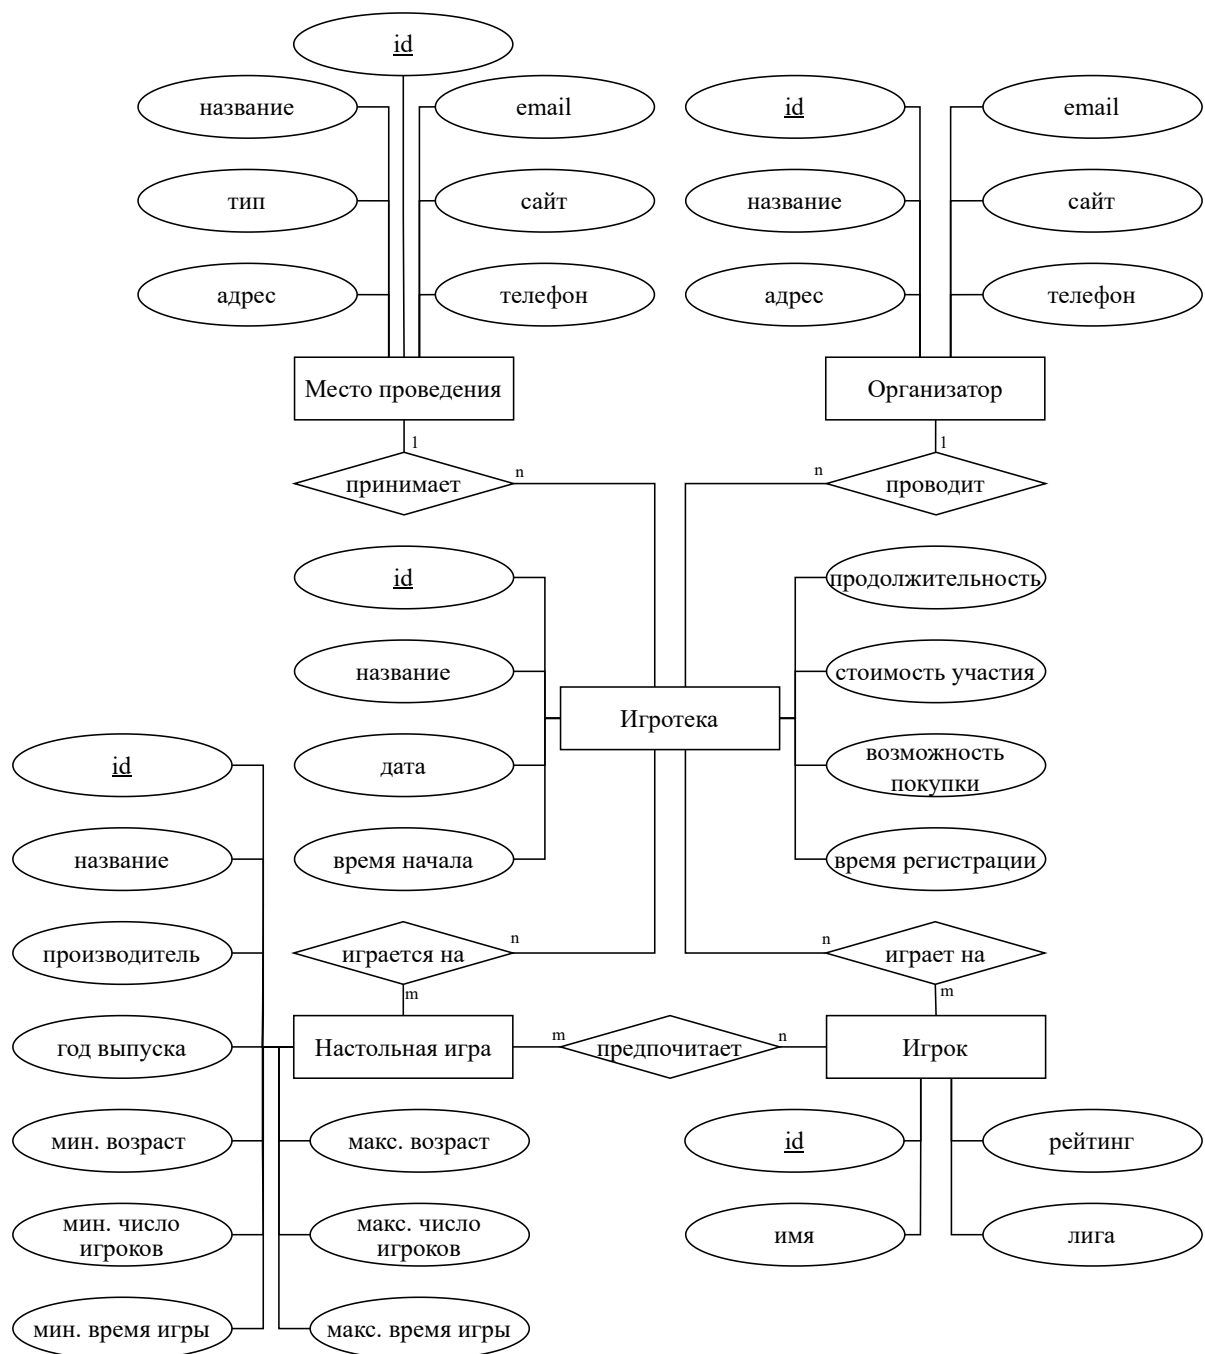 id
название
email
id
email
тип
сайт
название
сайт
адрес
телефон
адрес
телефон
Место проведения
Организатор
1
1
принимает
n
n
проводит
id
продолжительность
название
стоимость участия
Игротека
id
дата
возможность
покупки
название
время начала
время регистрации
производитель
играется на
n
n
играет на
m
m
год выпуска
Настольная игра
m
предпочитает
n
Игрок
мин. возраст
макс. возраст
id
рейтинг
мин. число
игроков
макс. число
игроков
имя
лига
мин. время игры
макс. время игры